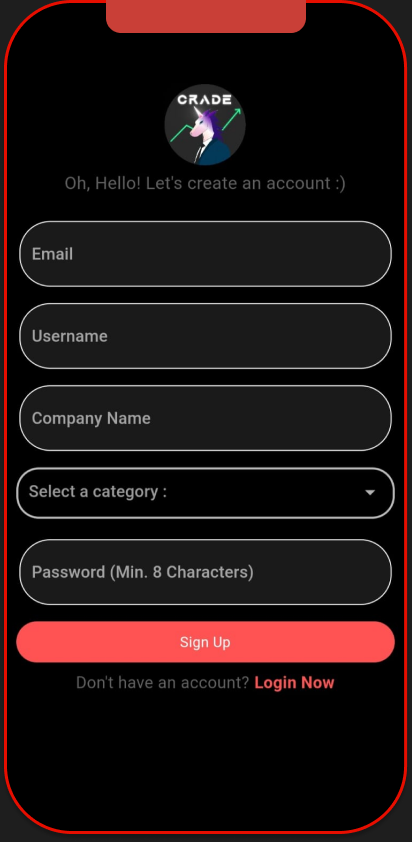 CRADE
Oh, Hello! Let's create an account :)
Email
Username
Company Name
Select a category :
Password (Min. 8 Characters)
Sign Up
Don't have an account? Login Now